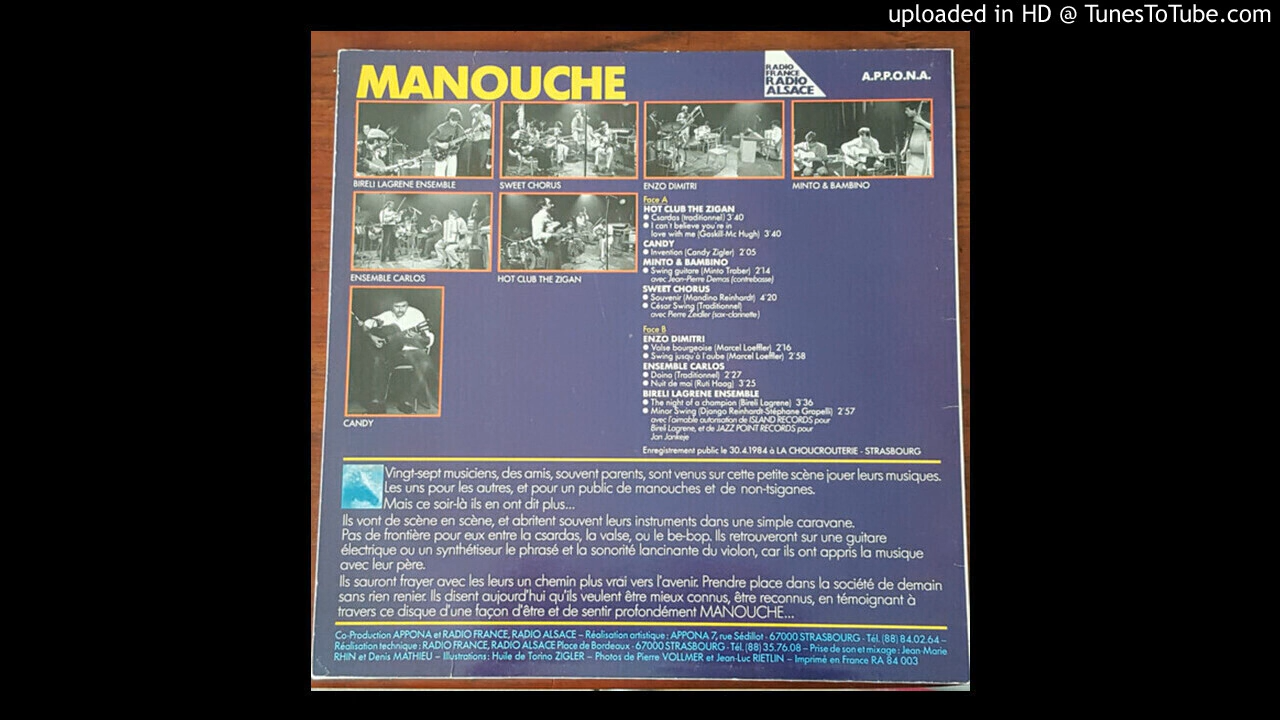 uploaded in HD @ TunesToTube.com
MANOUCHE
RADIO
FRANCE
RADIO
ALSACE
A.P.P.O.N.A.
BIRELI LAGRENE ENSEMBLE
SWEET CHORUS
ENZO DIMITRI
MINTO & BAMBINO
ENSEMBLE CARLOS
HOT CLUB THE ZIGAN
CANDY
Face A
HOT CLUB THE ZIGAN
• Csardas (traditionnel) 3'40
• I can't believe you're in
love with me (Gaskill-Mc Hugh) 3'40
CANDY
• Invention (Candy Zigler) 2'05
MINTO & BAMBINO
• Swing guitare (Minto Traber) 2'14
avec Jean-Pierre Demas (contrebasse)
SWEET CHORUS
• Souvenir (Mandino Reinhardt) 4'20
• César Swing (Traditionnel)
avec Pierre Zeidler (sax-clarinette)
Face B
ENZO DIMITRI
• Valse bourgeoise (Marcel Loeffler) 2'16
• Swing jusqu'à l'aube (Marcel Loeffler) 2'58
ENSEMBLE CARLOS
• Doina (Traditionnel) 2'27
• Nuit de mai (Ruti Haag) 3'25
BIRELI LAGRENE ENSEMBLE
• The night of a champion (Bireli Lagrene) 3'36
• Minor Swing (Django Reinhardt-Stéphane Grapelli) 2'57
avec l'aimable autorisation de ISLAND RECORDS pour
Bireli Lagrene, et de JAZZ POINT RECORDS pour
Jan Jankeje
Enregistrement public le 30.4.1984 à LA CHOUCROUTERIE - STRASBOURG
Vingt-sept musiciens, des amis, souvent parents, sont venus sur cette petite scène jouer leurs musiques.
Les uns pour les autres, et pour un public de manouches et de non-tsiganes.
Mais ce soir-là ils en ont dit plus...
Ils vont de scène en scène, et abritent souvent leurs instruments dans une simple caravane.
Pas de frontière pour eux entre la csardas, la valse, ou le be-bop. Ils retrouveront sur une guitare
électrique ou un synthétiseur le phrasé et la sonorité lancinante du violon, car ils ont appris la musique
avec leur père.
Ils sauront frayer avec les leurs un chemin plus vrai vers l'avenir. Prendre place dans la société de demain
sans rien renier. Ils disent aujourd'hui qu'ils veulent être mieux connus, être reconnus, en témoignant à
travers ce disque d'une façon d'être et de sentir profondément MANOUCHE...
Co-Production APPONA et RADIO FRANCE, RADIO ALSACE – Réalisation artistique : APPONA 7, rue Sédillot - 67000 STRASBOURG - Tél. (88) 84.02.64 –
Réalisation technique : RADIO FRANCE, RADIO ALSACE Place de Bordeaux - 67000 STRASBOURG - Tél. (88) 35.76.08 – Prise de son et mixage : Jean-Marie
RHIN et Denis MATHIEU – Illustrations : Huile de Torino ZIGLER – Photos de Pierre VOLLMER et Jean-Luc RIETLIN – Imprimé en France RA 84 003